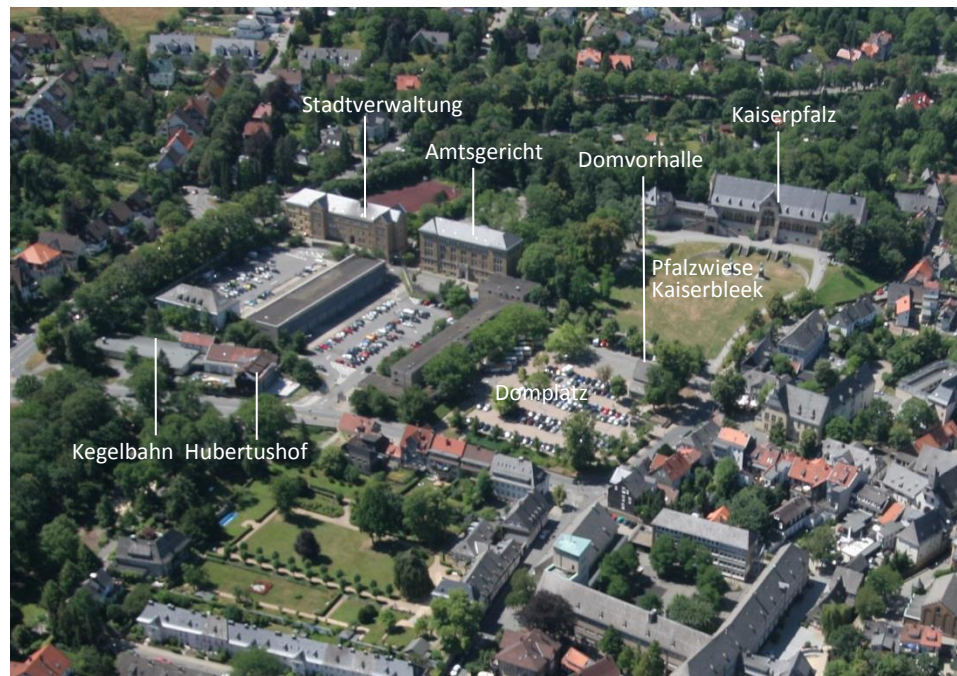 Stadtverwaltung
Kaiserpfalz
Amtsgericht
Domvorhalle
Pfalzwiese
Kaiserbleek
Domplatz
Kegelbahn
Hubertushof